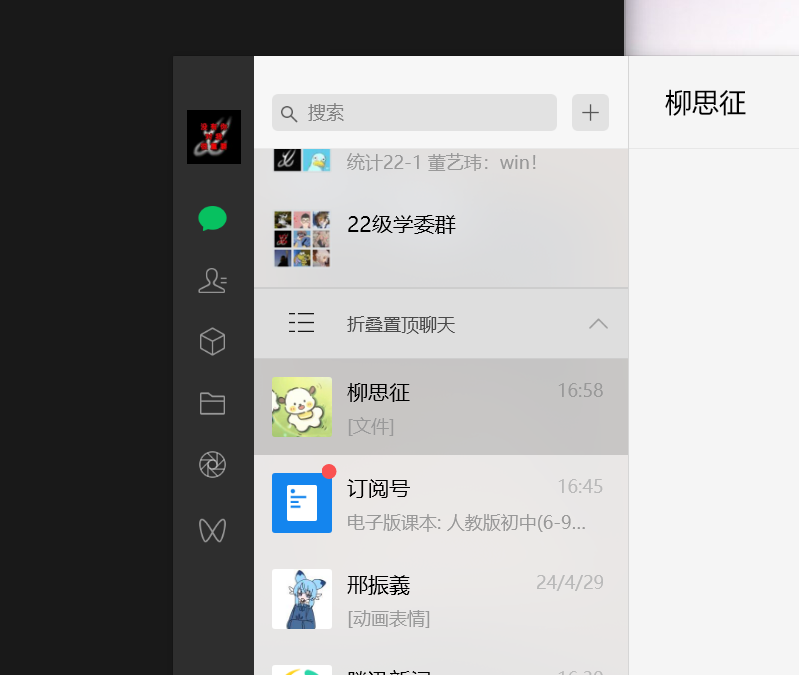 柳思征
搜索
统计22-1 董艺玮：win!
22级学委群
折叠置顶聊天
柳思征 16:58
[文件]
订阅号 16:45
电子版课本: 人教版初中(6-9...
邢振義 24/4/29
[动画表情]